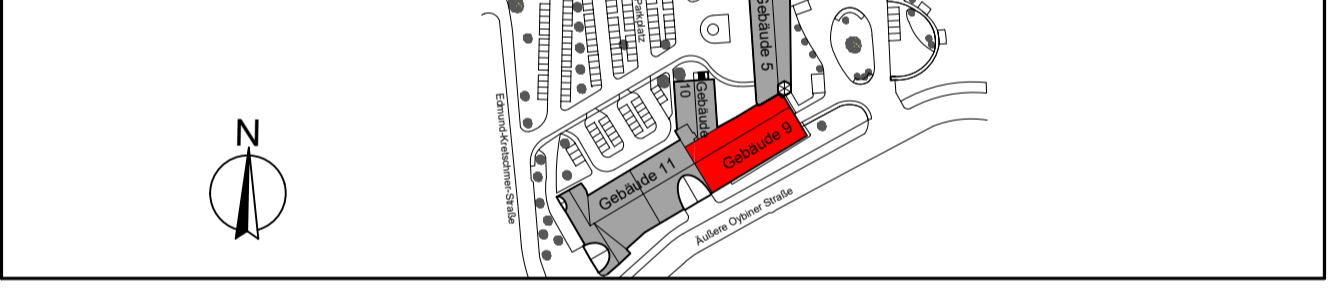 Parkplatz
Gebäude 5
Gebäude
10
Edmund-Kretschmer-Straße
N
Gebäude 9
Gebäude 11
Äußere Oybiner Straße